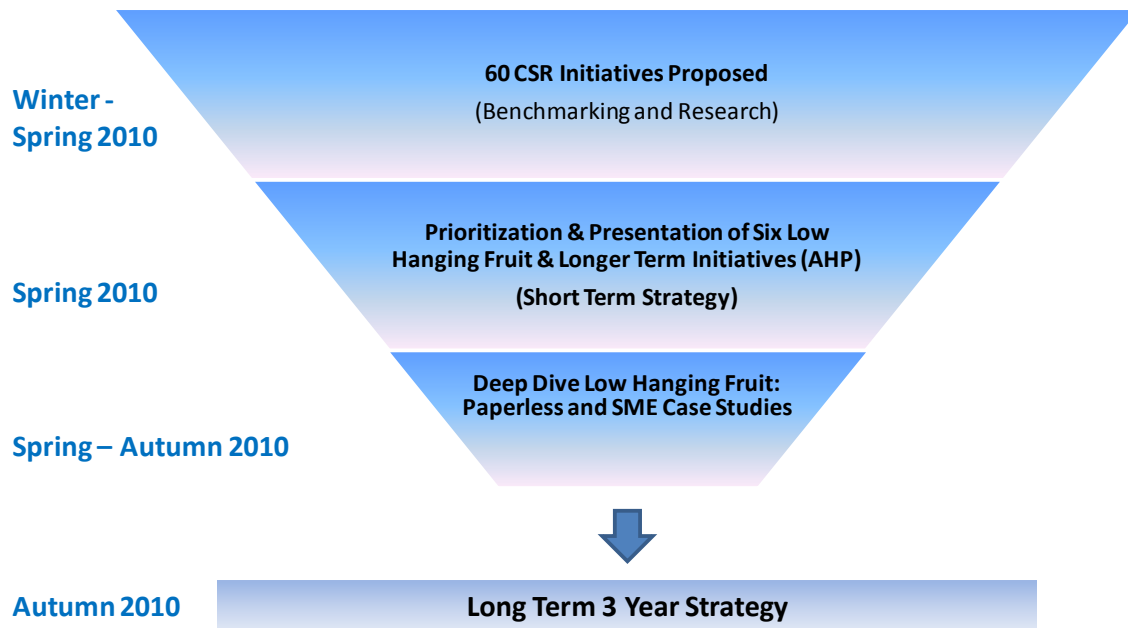 60 CSR Initiatives Proposed
(Benchmarking and Research)
Winter -
Spring 2010
Prioritization & Presentation of Six Low
Hanging Fruit & Longer Term Initiatives (AHP)
(Short Term Strategy)
Spring 2010
Deep Dive Low Hanging Fruit:
Paperless and SME Case Studies
Spring – Autumn 2010
Autumn 2010
Long Term 3 Year Strategy